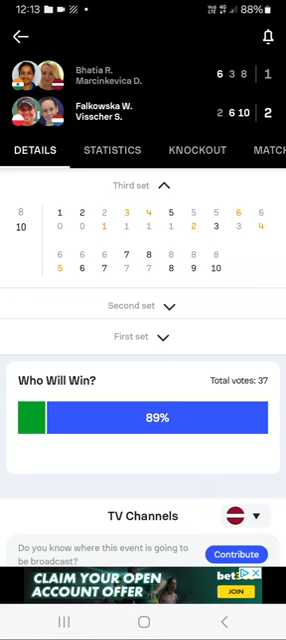 12:13 88%
Bhatia R. 6 3 8 1
Marcinkevica D.
Falkowska W. 2 6 10 2
Visscher S.
DETAILS STATISTICS KNOCKOUT MATCH
Third set
8 1 2 2 3 4 5 5 5 6 6
10 0 0 1 1 1 1 2 3 3 4
6 6 6 7 8 8 8 8
5 6 7 7 7 8 9 10
Second set
First set
Who Will Win? Total votes: 37
89%
TV Channels
Do you know where this event is going to be broadcast?
Contribute
CLAIM YOUR OPEN
ACCOUNT OFFER
JOIN